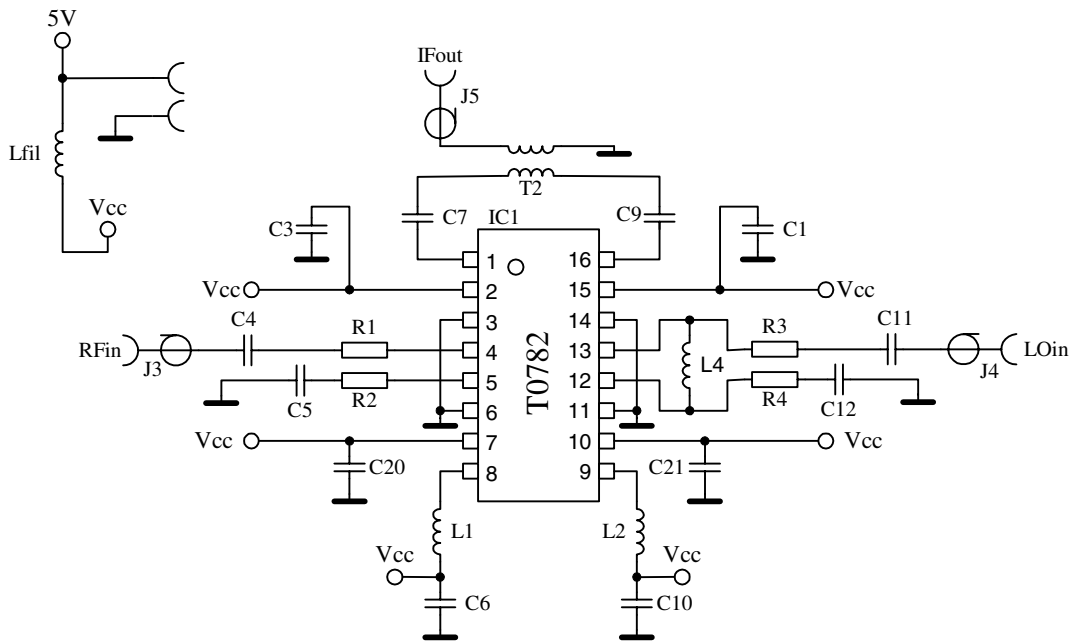 5V
IFout
J5
Lfil
T2
Vcc
C3
C7
IC1
C9
C1
1
16
Vcc
2
15
Vcc
3
14
C4
R1
R3
C11
RFin
J3
4
13
L4
J4
LOin
5
12
C5
R2
R4
C12
T0782
6
11
Vcc
7
10
Vcc
C20
8
9
C21
L1
L2
Vcc
Vcc
C6
C10